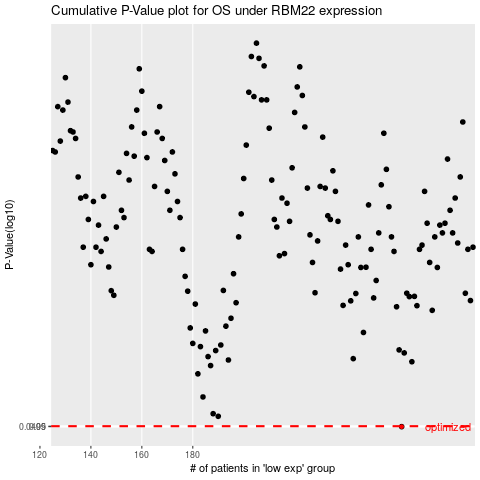 Cumulative P-Value plot for OS under RBM22 expression
P-Value(log10)
optimized
120
140
160
180
# of patients in 'low exp' group